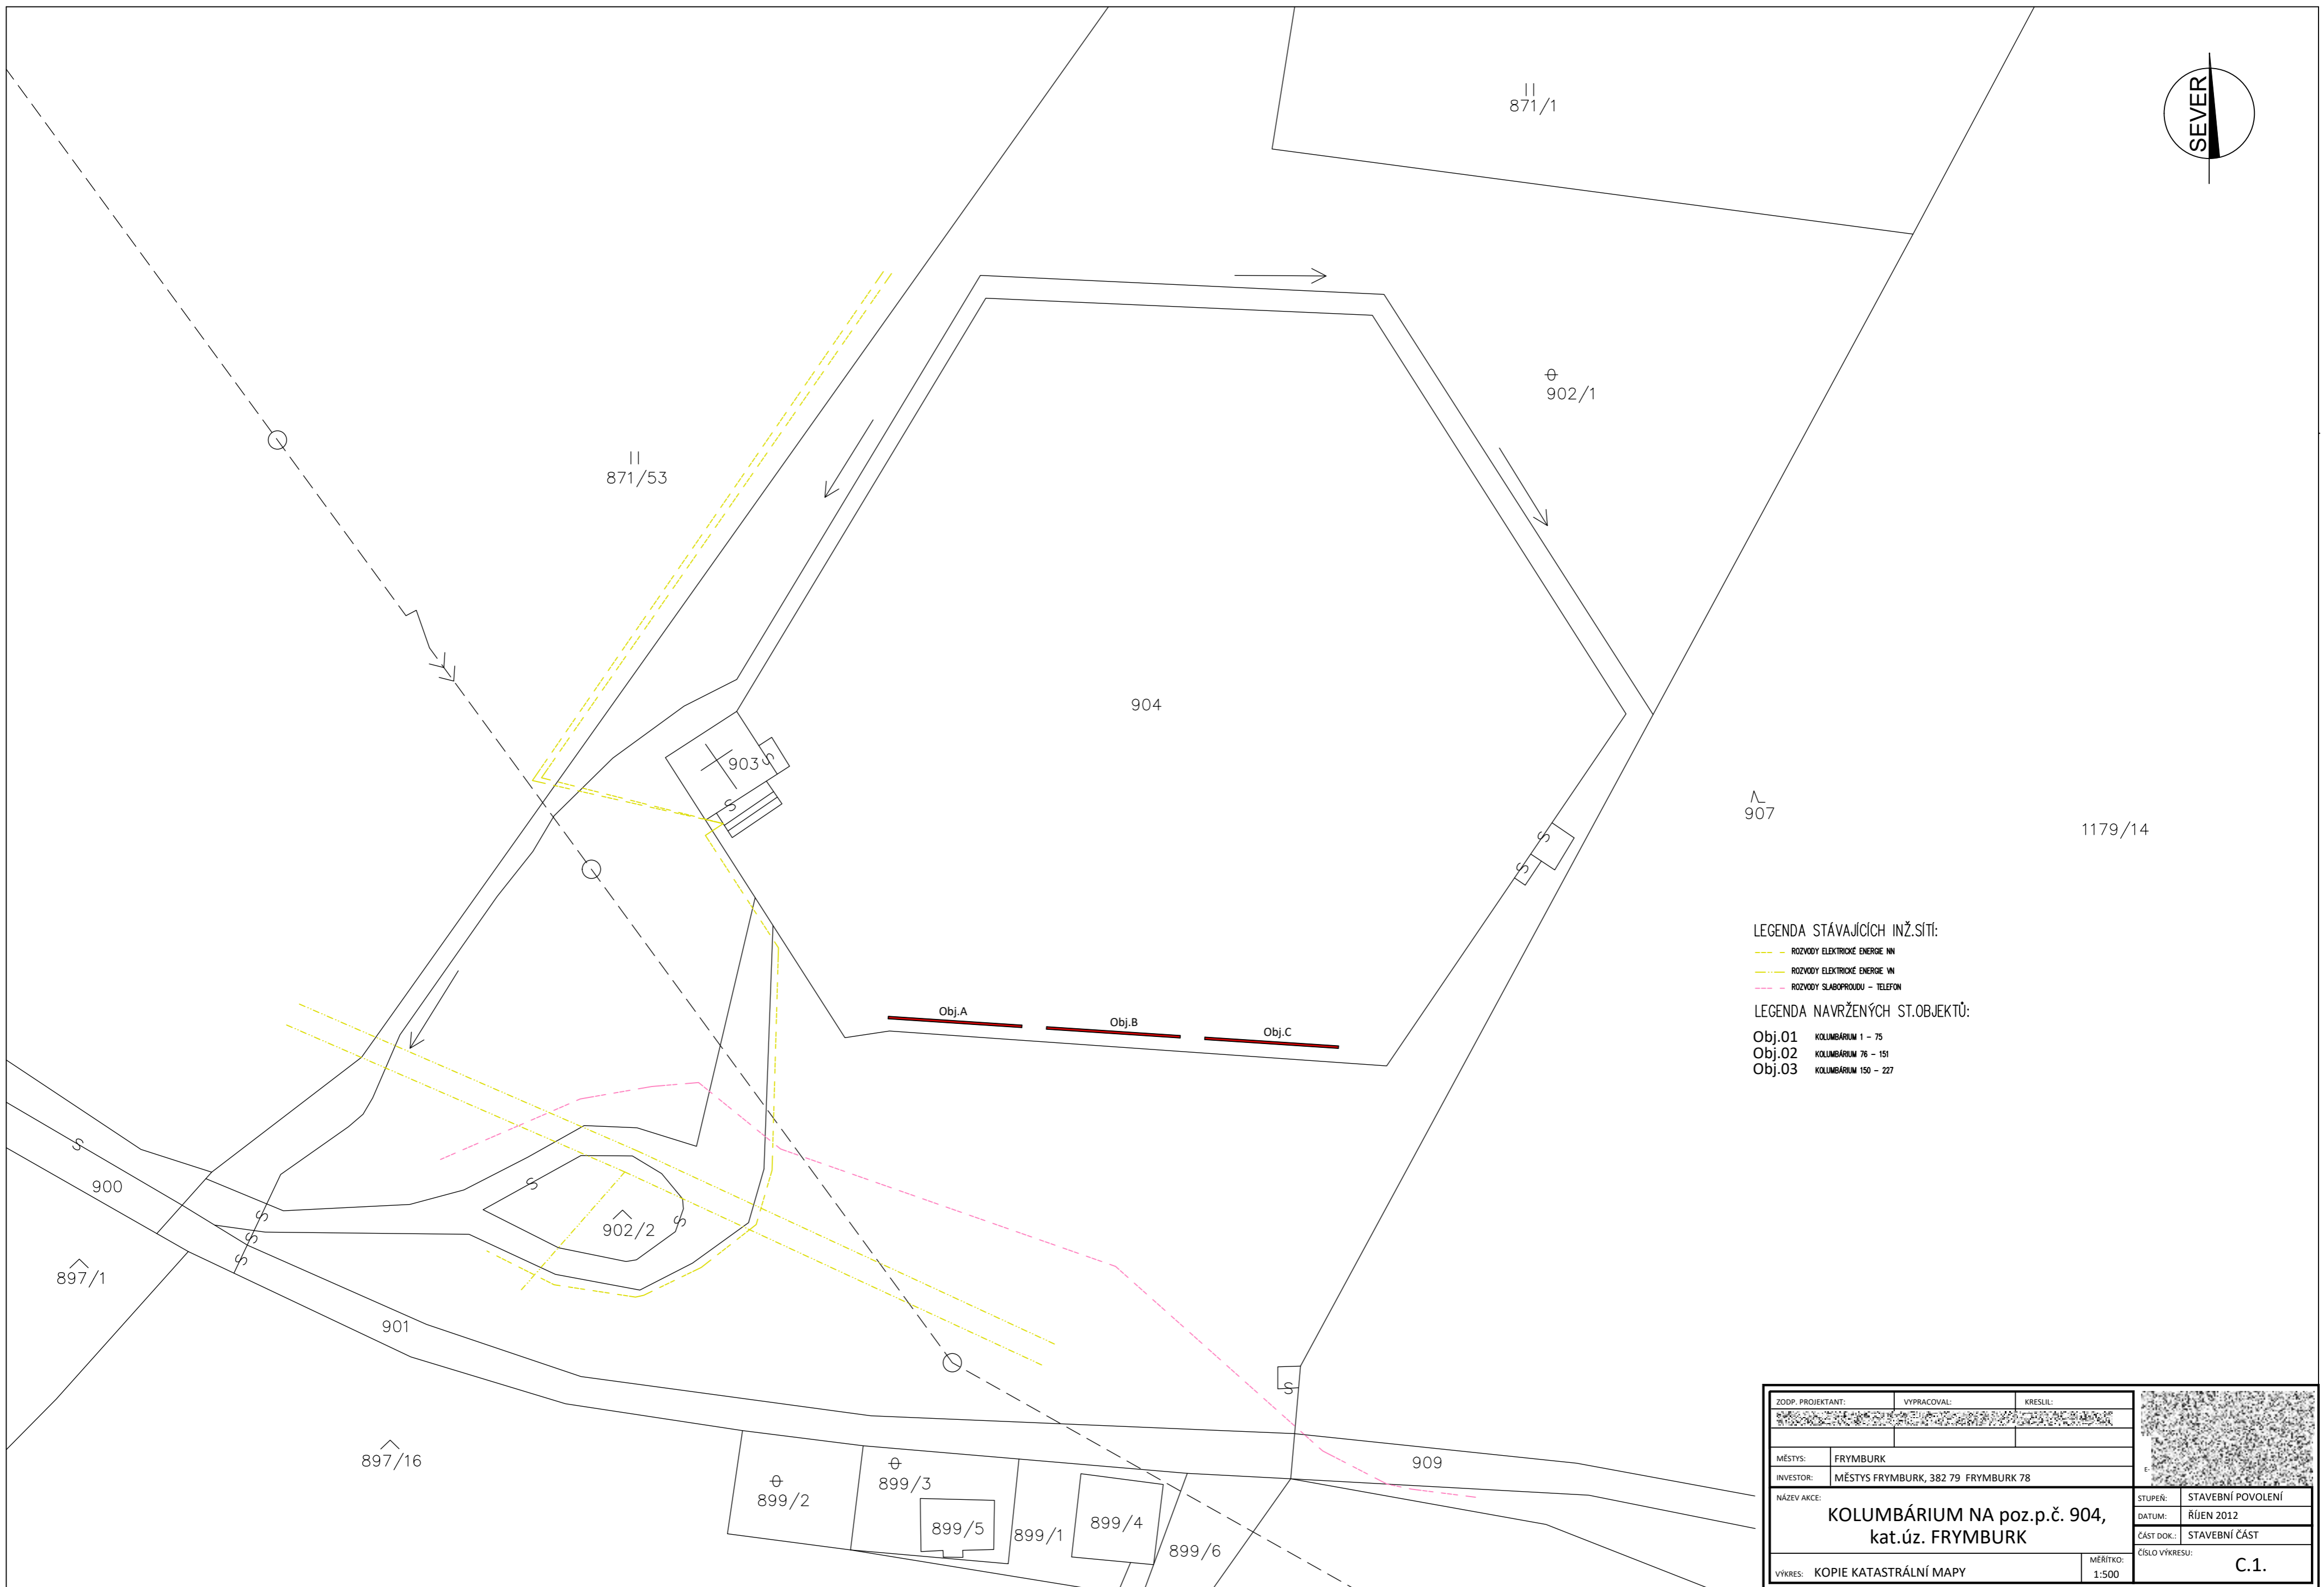 SEVER
II
871/1
902/1
II
871/53
904
903
S
S
S
S
907
1179/14
LEGENDA STÁVAJÍCÍCH INŽ.SÍTÍ:
ROZVODY ELEKTRICKÉ ENERGIE NN
ROZVODY ELEKTRICKÉ ENERGIE VN
ROZVODY SLABOPROUDU – TELEFON
LEGENDA NAVRŽENÝCH ST.OBJEKTŮ:
Obj.01 KOLUMBÁRIUM 1 – 75
Obj.02 KOLUMBÁRIUM 76 – 151
Obj.03 KOLUMBÁRIUM 150 – 227
Obj.A
Obj.B
Obj.C
S
900
S
S
902/2
S
S
S
897/1
901
S
897/16
909
899/2
899/3
899/5
899/1
899/4
899/6
ZODP. PROJEKTANT: VYPRACOVAL: KRESLIL:
MĚSTYS: FRYMBURK
INVESTOR: MĚSTYS FRYMBURK, 382 79 FRYMBURK 78
E-
NÁZEV AKCE:
KOLUMBÁRIUM NA poz.p.č. 904,
kat.úz. FRYMBURK
STUPEŇ: STAVEBNÍ POVOLENÍ
DATUM: ŘÍJEN 2012
ČÁST DOK.: STAVEBNÍ ČÁST
ČÍSLO VÝKRESU:
C.1.
VÝKRES: KOPIE KATASTRÁLNÍ MAPY
MĚŘÍTKO:
1:500